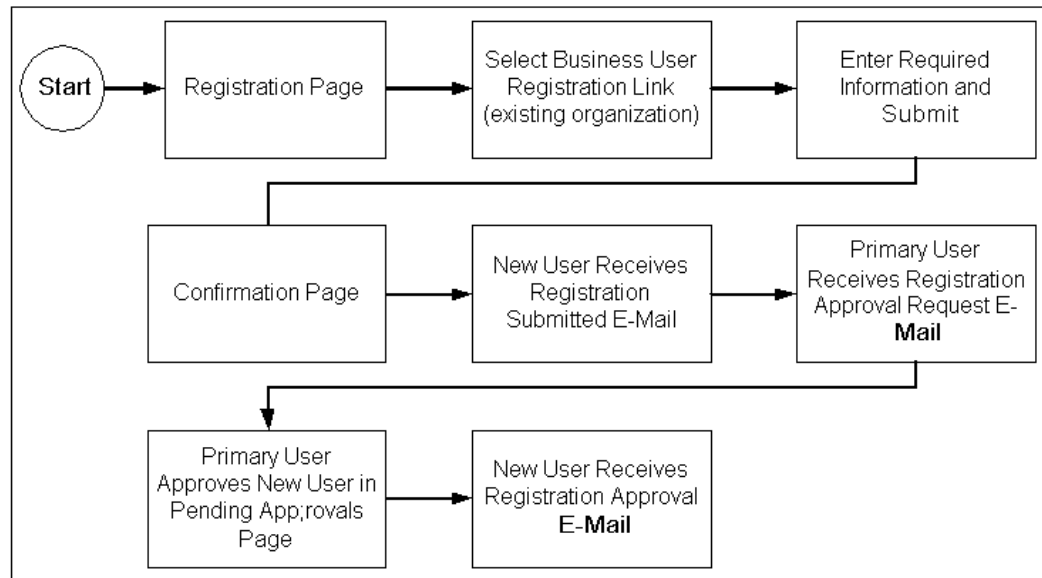 Start
Registration Page
Select Business User
Registration Link
(existing organization)
Enter Required
Information and
Submit
Confirmation Page
New User Receives
Registration
Submitted E-Mail
Primary User
Receives Registration
Approval Request E-
Mail
Primary User
Approves New User in
Pending App;rovals
Page
New User Receives
Registration Approval
E-Mail